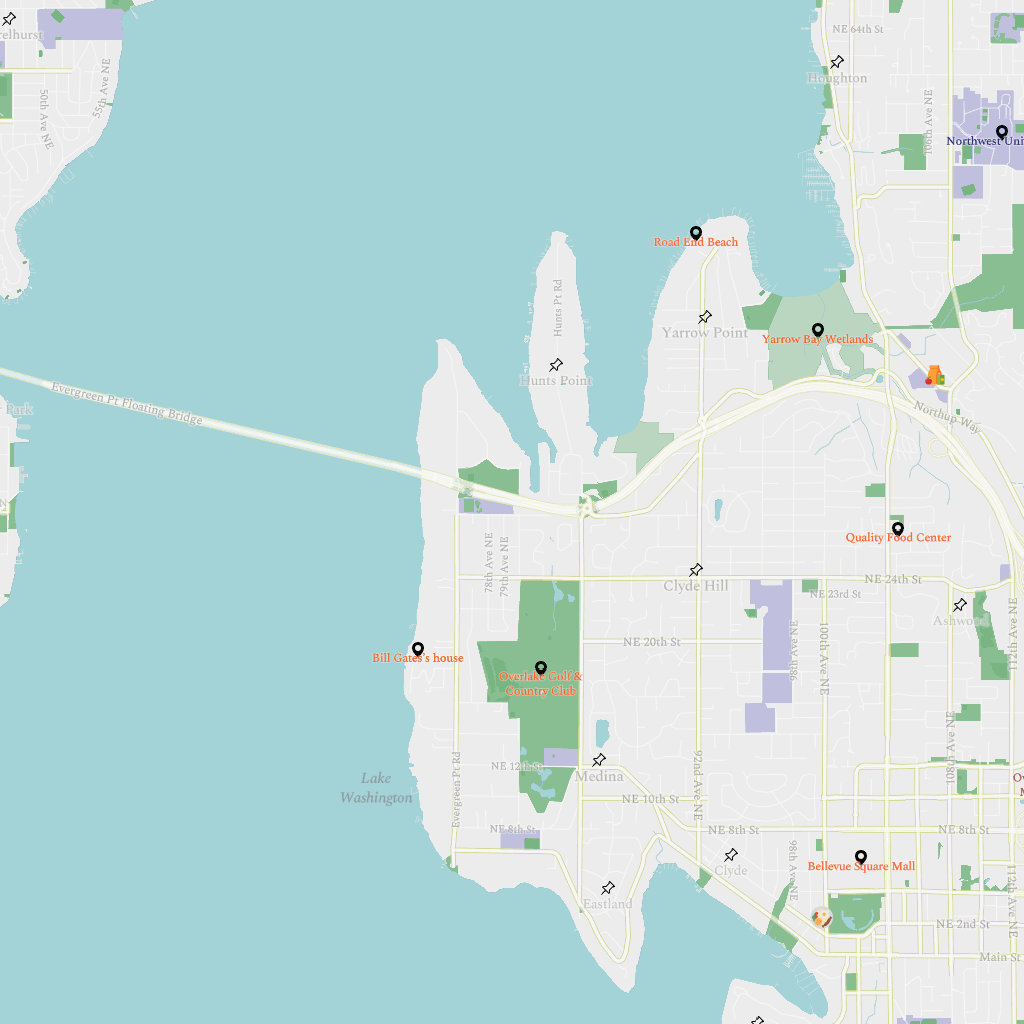 NE 64th St
Houghton
55th Ave NE
50th Ave NE
106th Ave NE
Road End Beach
Hunts Pt Rd
Yarrow Point
Yarrow Bay Wetlands
Hunts Point
Evergreen Pt Floating Bridge
Park
Northup Way
Quality Food Center
78th Ave NE
79th Ave NE
NE 24th St
Clyde Hill
NE 23rd St
112th Ave NE
NE 20th St
98th Ave NE
100th Ave NE
Bill Gates's house
Overlake Golf &
Country Club
108th Ave NE
NE 12th St
Medina
Lake
Washington
Evergreen Pt Rd
92nd Ave NE
NE 10th St
NE 8th St
NE 8th St
NE 8th St
Bellevue Square Mall
Clyde
98th Ave NE
112th Ave NE
Eastland
NE 2nd St
Main St